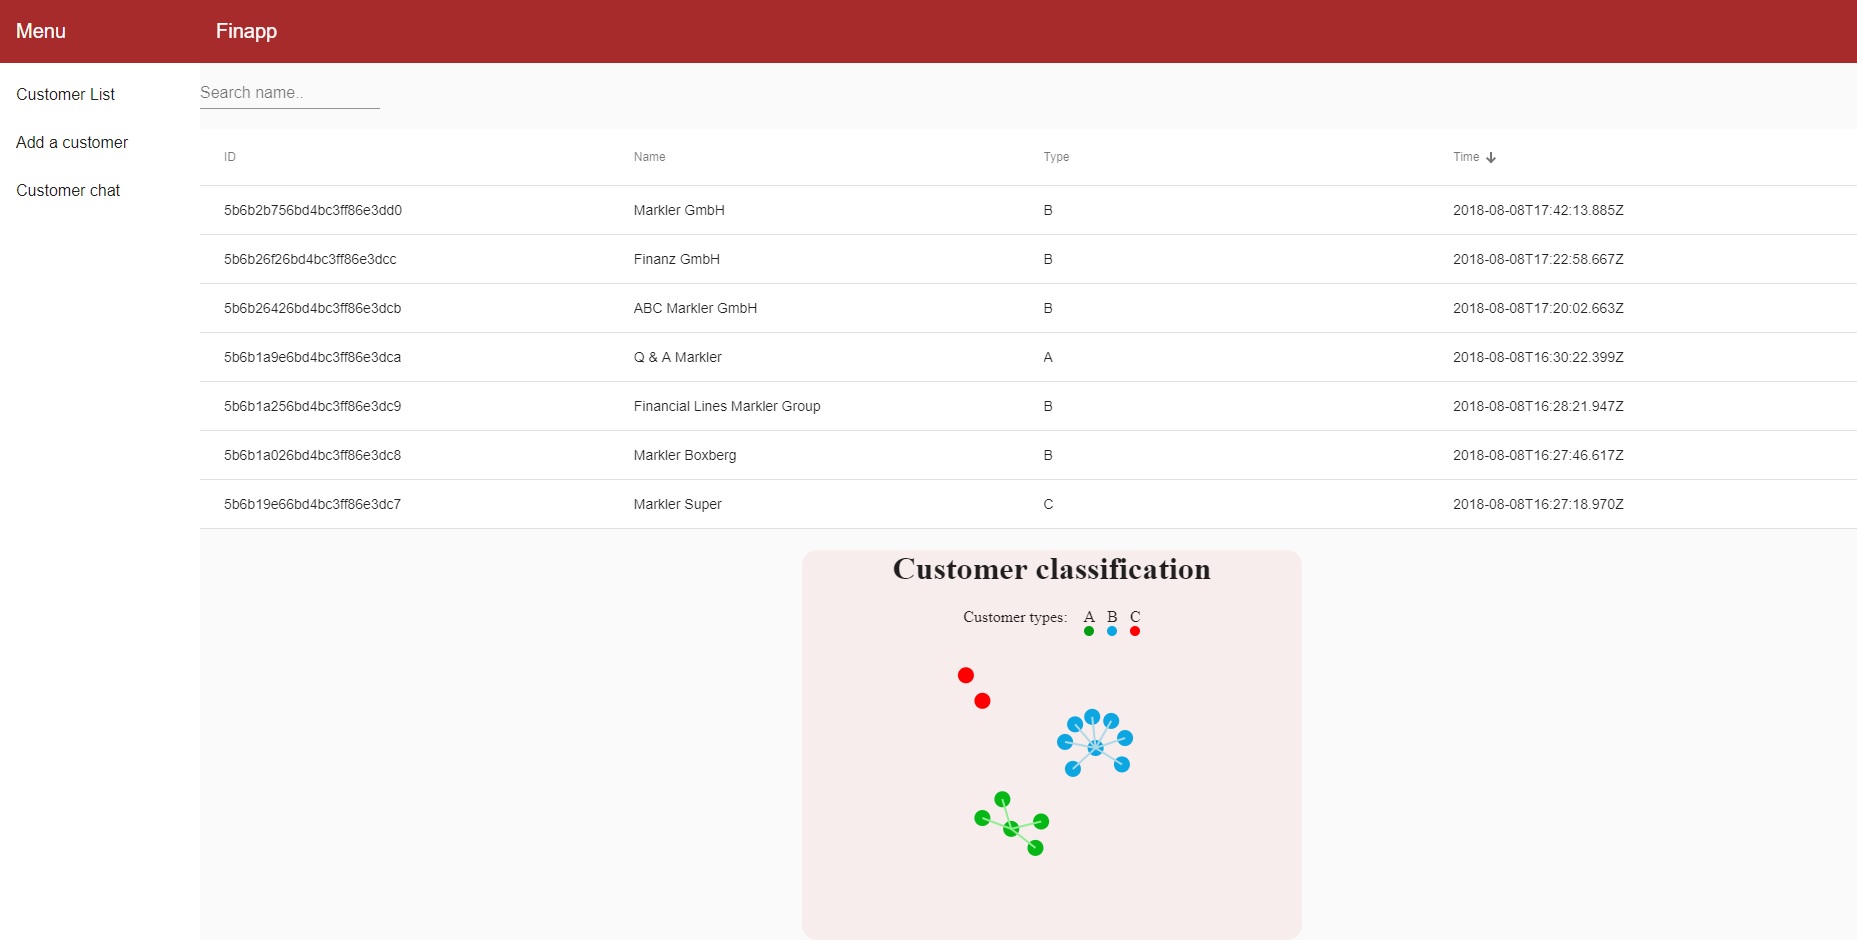 Menu Finapp
Customer List
Add a customer
Customer chat
Search name..
ID Name Type Time
5b6b2b756bd4bc3ff86e3dd0 Markler GmbH B 2018-08-08T17:42:13.885Z
5b6b26f26bd4bc3ff86e3dcc Finanz GmbH B 2018-08-08T17:22:58.667Z
5b6b26426bd4bc3ff86e3dcb ABC Markler GmbH B 2018-08-08T17:20:02.663Z
5b6b1a9e6bd4bc3ff86e3dca Q & A Markler A 2018-08-08T16:30:22.399Z
5b6b1a256bd4bc3ff86e3dc9 Financial Lines Markler Group B 2018-08-08T16:28:21.947Z
5b6b1a026bd4bc3ff86e3dc8 Markler Boxberg B 2018-08-08T16:27:46.617Z
5b6b19e66bd4bc3ff86e3dc7 Markler Super C 2018-08-08T16:27:18.970Z
Customer classification
Customer types: A B C